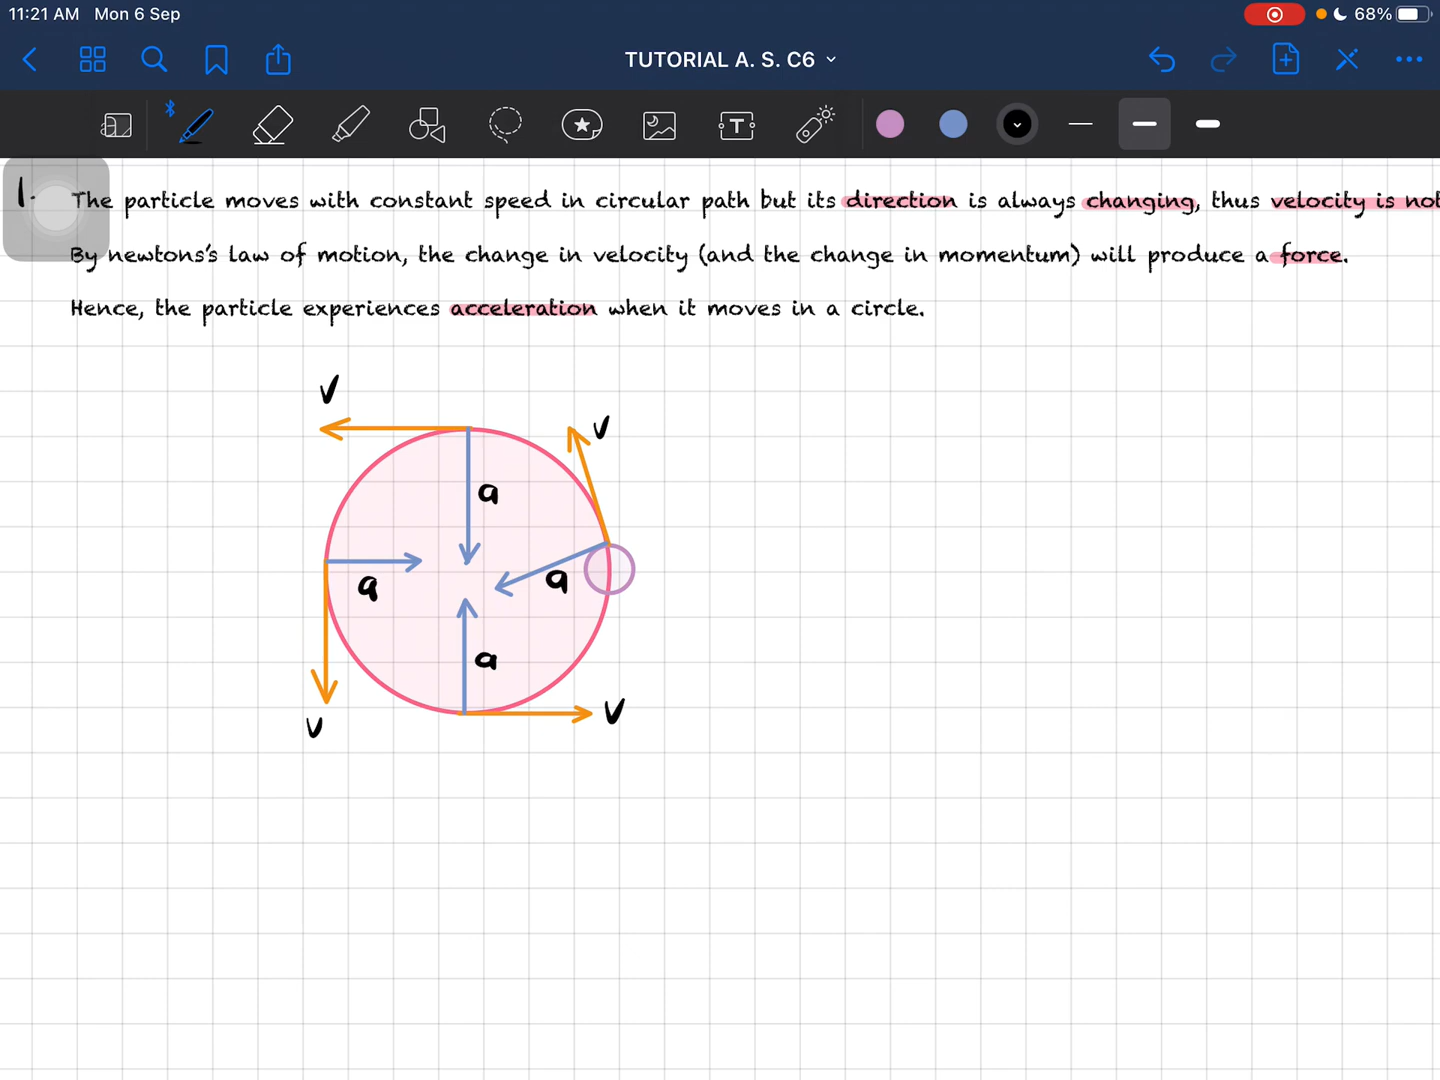 11:21 AM Mon 6 Sep
68%
TUTORIAL A. S. C6
T
1. The particle moves with constant speed in circular path but its direction is always changing, thus velocity is not
By newtons's law of motion, the change in velocity (and the change in momentum) will produce a force.
Hence, the particle experiences acceleration when it moves in a circle.
V
V
a
a
a
a
V
V